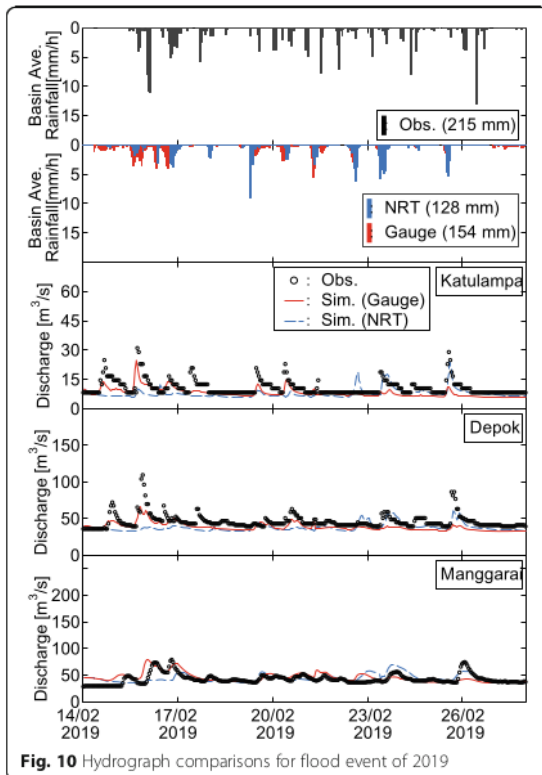 0
5
10
15
Basin Ave.
Rainfall[mm/h]
Obs. (215 mm)
0
5
10
15
Basin Ave.
Rainfall[mm/h]
NRT (128 mm)
Gauge (154 mm)
: Obs.
: Sim. (Gauge)
: Sim. (NRT)
Katulampa
60
45
30
15
0
Discharge [m³/s]
Depok
150
100
50
0
Discharge [m³/s]
Manggarai
200
150
100
50
0
Discharge [m³/s]
14/02 17/02 20/02 23/02 26/02
2019 2019 2019 2019 2019
Fig. 10 Hydrograph comparisons for flood event of 2019